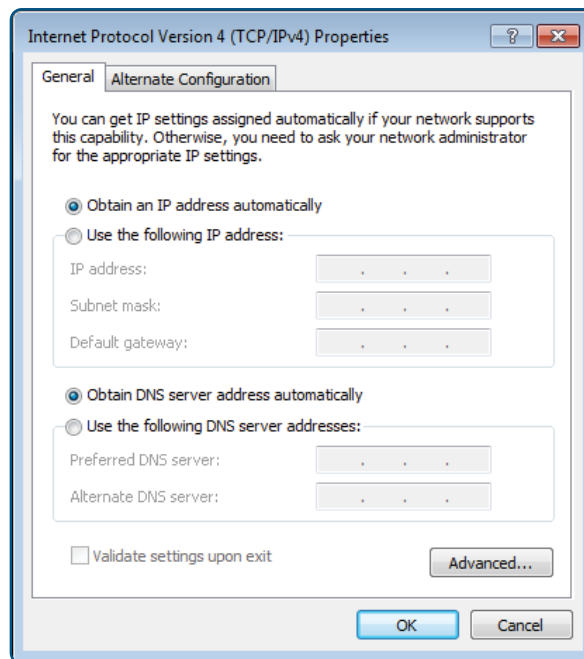 Internet Protocol Version 4 (TCP/IPv4) Properties
General
Alternate Configuration
You can get IP settings assigned automatically if your network supports
this capability. Otherwise, you need to ask your network administrator
for the appropriate IP settings.
Obtain an IP address automatically
Use the following IP address:
IP address:
Subnet mask:
Default gateway:
Obtain DNS server address automatically
Use the following DNS server addresses:
Preferred DNS server:
Alternate DNS server:
Validate settings upon exit
Advanced...
OK
Cancel